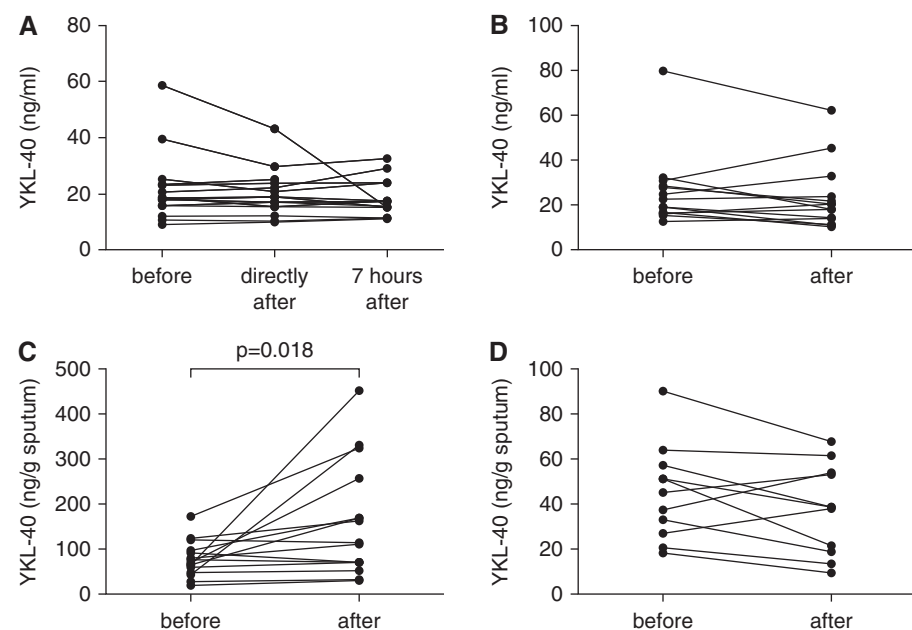 A
YKL-40 (ng/ml)
80
60
40
20
0
before
directly
after
7 hours
after
B
YKL-40 (ng/ml)
100
80
60
40
20
0
before
after
C
p=0.018
YKL-40 (ng/g sputum)
500
400
300
200
100
0
before
after
D
YKL-40 (ng/g sputum)
100
80
60
40
20
0
before
after